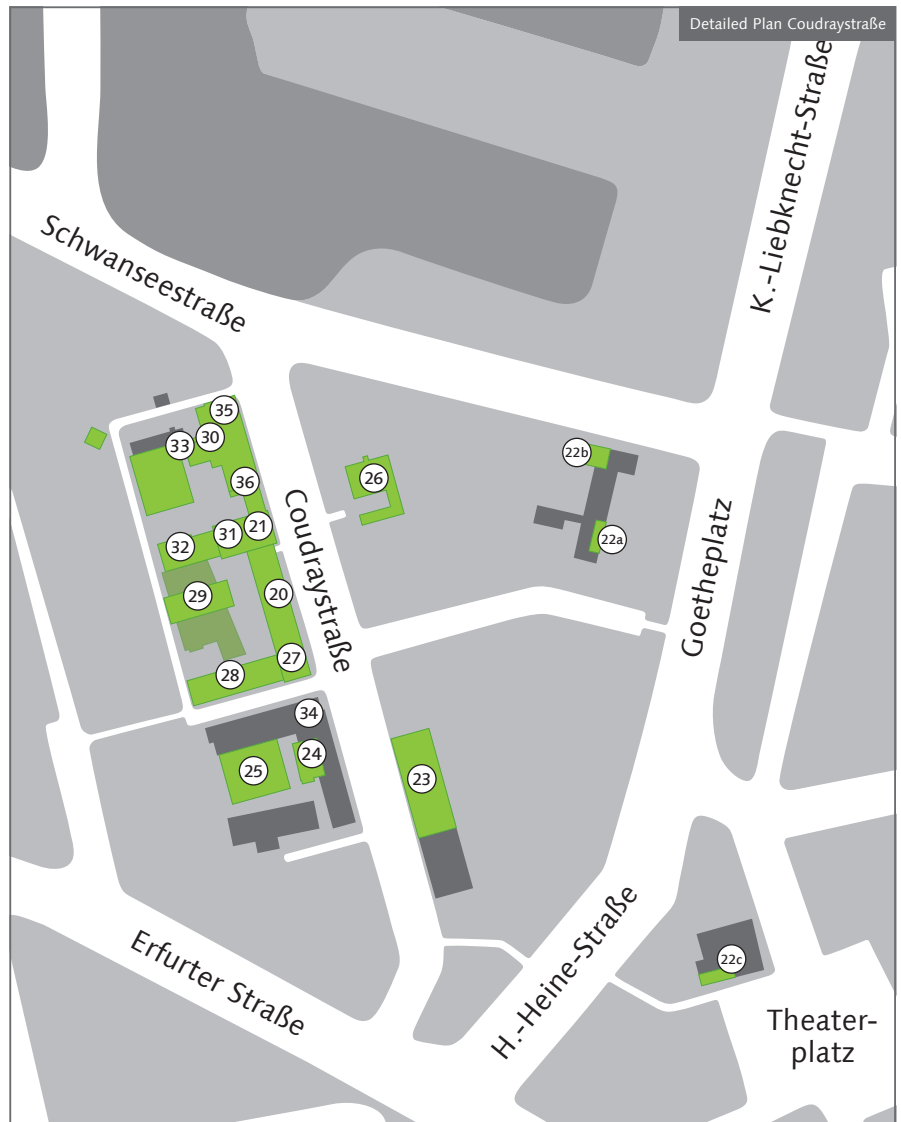 Detailed Plan Coudraystraße
K.-Liebknecht-Straße
Schwanseestraße
35
30
33
36
26
22b
22a
21
31
32
Coudraystraße
29
20
Goetheplatz
27
28
34
24
25
23
H.-Heine-Straße
Erfurter Straße
22c
Theater-
platz